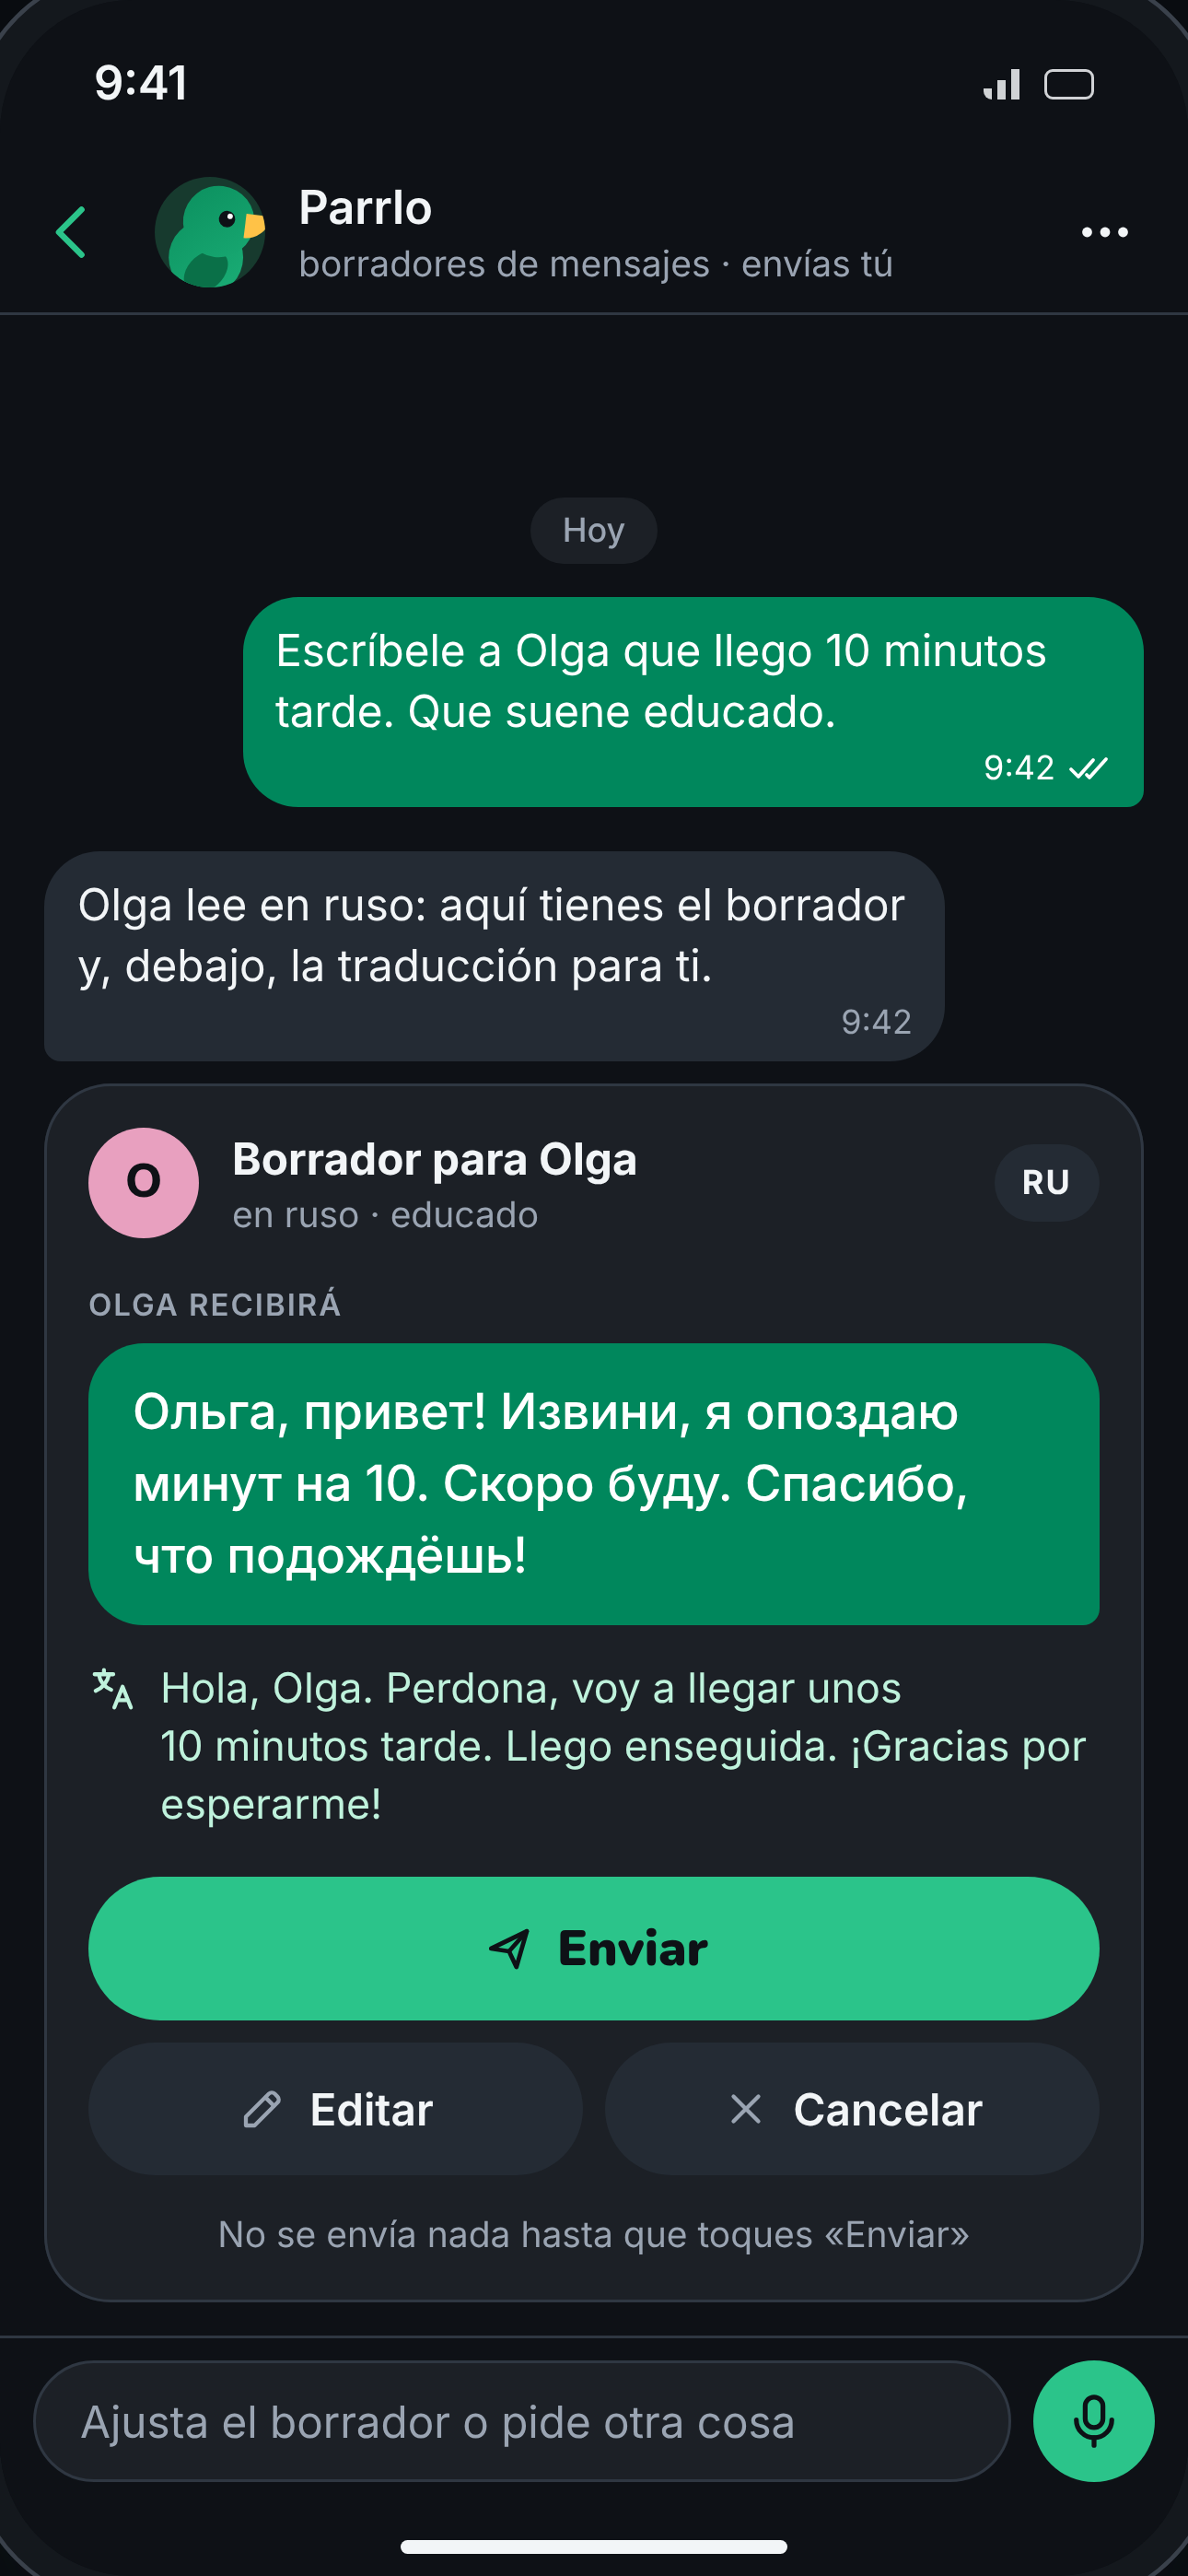 9:41
Parrlo
borradores de mensajes · envías tú
Hoy
Escríbele a Olga que llego 10 minutos
tarde. Que suene educado.
9:42
Olga lee en ruso: aquí tienes el borrador
y, debajo, la traducción para ti.
9:42
O
Borrador para Olga
en ruso · educado
RU
OLGA RECIBIRÁ
Ольга, привет! Извини, я опоздаю
минут на 10. Скоро буду. Спасибо,
что подождёшь!
Hola, Olga. Perdona, voy a llegar unos
10 minutos tarde. Llego enseguida. ¡Gracias por
esperarme!
Enviar
Editar
Cancelar
No se envía nada hasta que toques «Enviar»
Ajusta el borrador o pide otra cosa